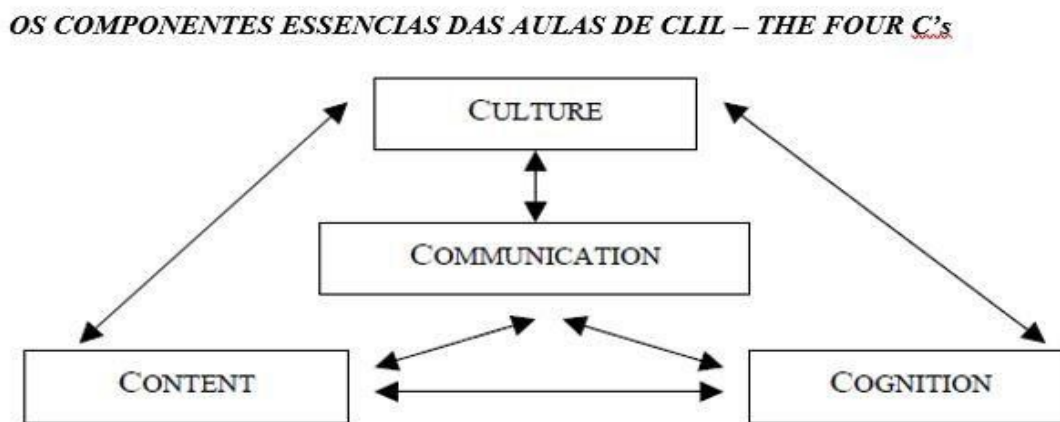 OS COMPONENTES ESSENCIAS DAS AULAS DE CLIL – THE FOUR C's
CULTURE
COMMUNICATION
CONTENT
COGNITION